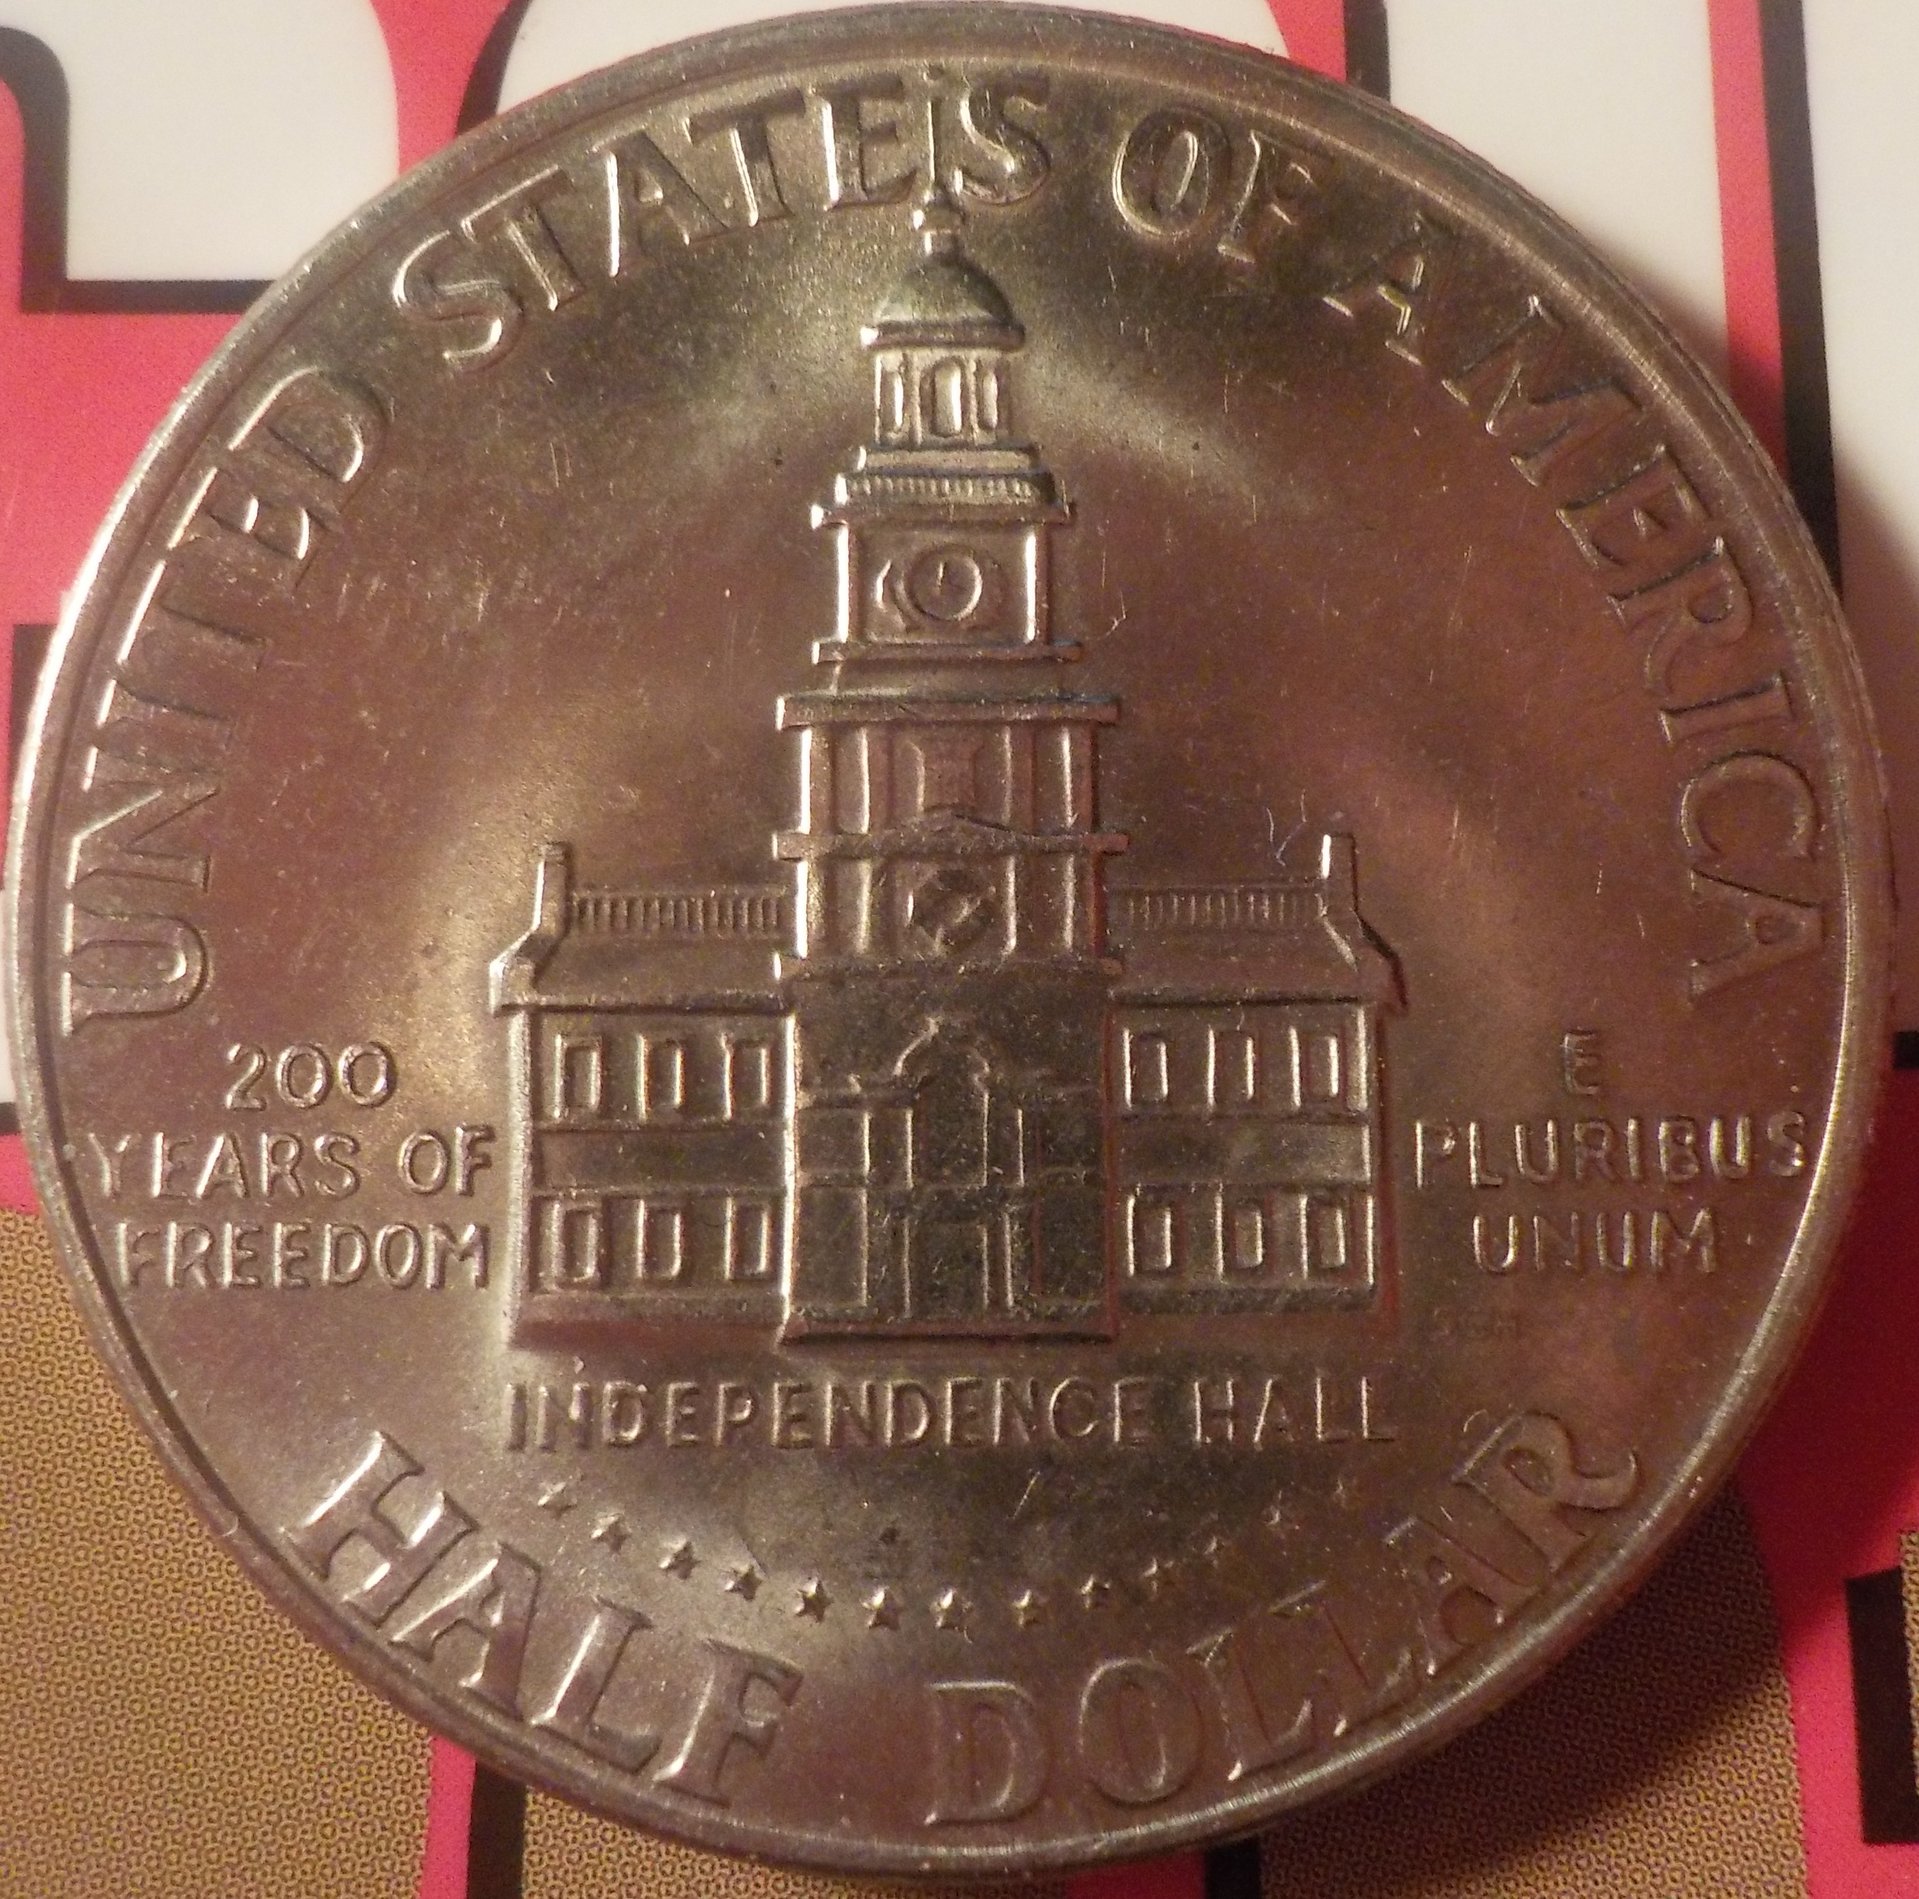 UNITED STATES OF AMERICA
200
YEARS OF
FREEDOM
E
PLURIBUS
UNUM
INDEPENDENCE HALL
HALF DOLLAR